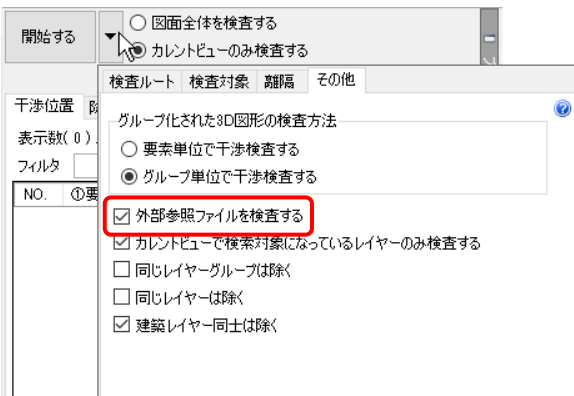 開始する
○ 図面全体を検査する
カレントビューのみ検査する
検査ルート 検査対象 離隔 その他
干渉位置
表示数( 0 )
フィルタ
NO. ①要
グループ化された3D図形の検査方法
要素単位で干渉検査する
グループ単位で干渉検査する
外部参照ファイルを検査する
カレントビューで検索対象になっているレイヤーのみ検査する
同じレイヤーグループは除く
同じレイヤーは除く
建築レイヤー同士は除く